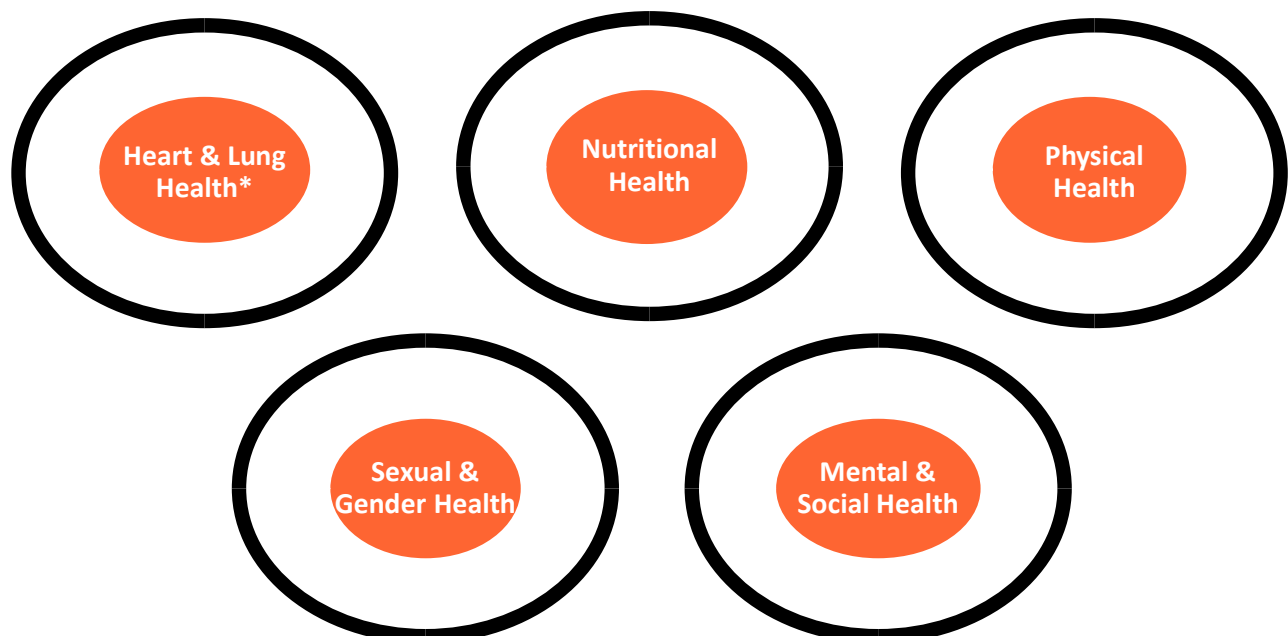 Heart & Lung
Health*
Nutritional
Health
Physical
Health
Sexual &
Gender Health
Mental &
Social Health